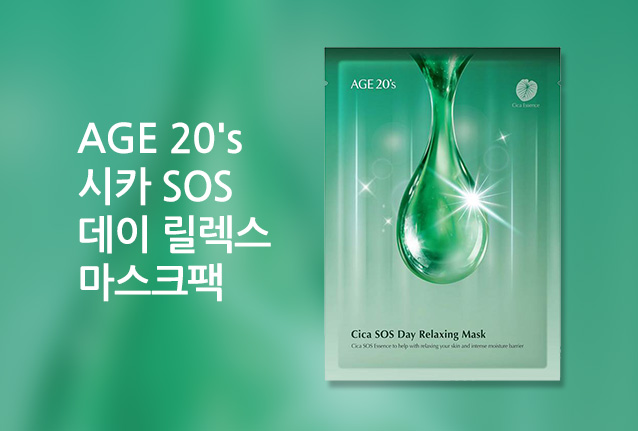 AGE 20's
시카 SOS
데이 릴렉스
마스크팩
AGE 20's
Cica Essence
Cica SOS Day Relaxing Mask
Cica SOS Essence to help with relaxing your skin and intense moisture barrier